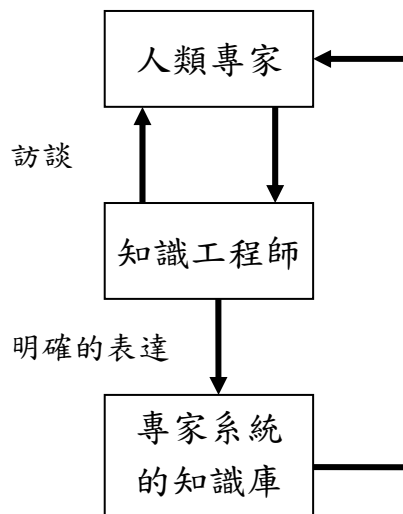 人類專家
訪談
知識工程師
明確的表達
專家系統
的知識庫